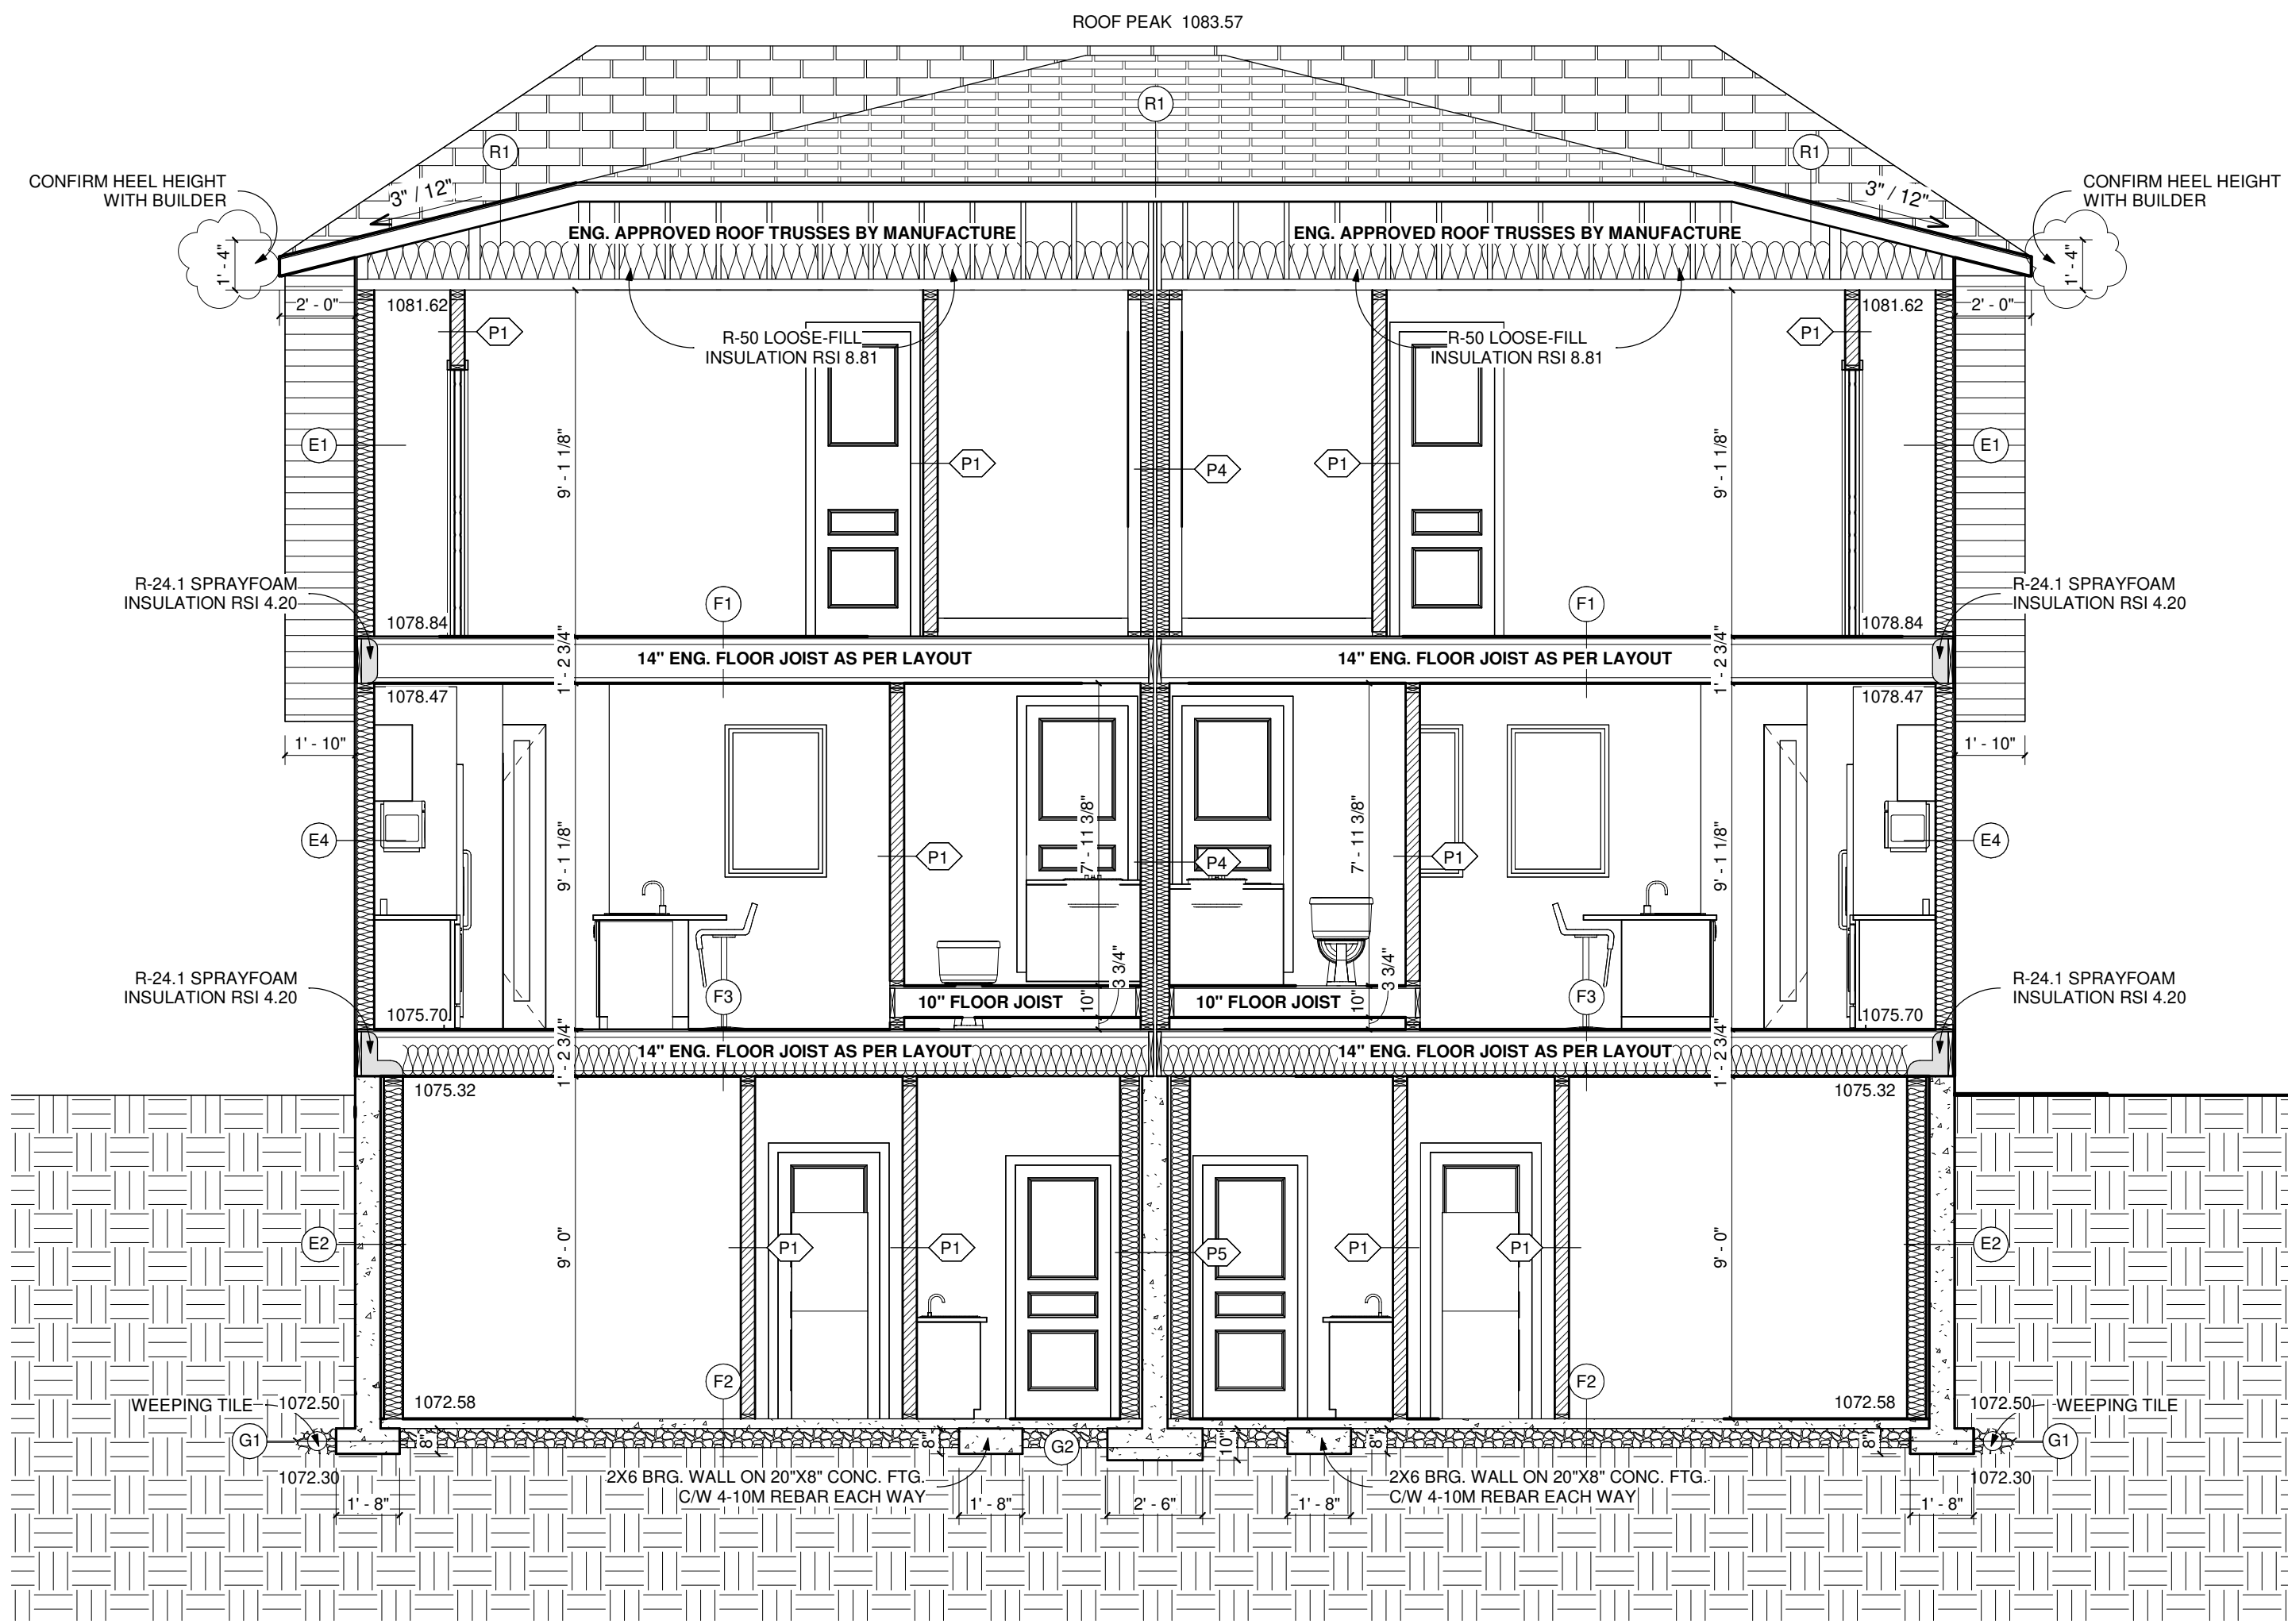 ROOF PEAK 1083.57
R1
R1
R1
CONFIRM HEEL HEIGHT
WITH BUILDER
3" / 12"
3" / 12"
CONFIRM HEEL HEIGHT
WITH BUILDER
ENG. APPROVED ROOF TRUSSES BY MANUFACTURE
ENG. APPROVED ROOF TRUSSES BY MANUFACTURE
1' - 4"
1' - 4"
2' - 0"
1081.62
1081.62
2' - 0"
P1
R-50 LOOSE-FILL
INSULATION RSI 8.81
R-50 LOOSE-FILL
INSULATION RSI 8.81
P1
E1
9' - 1 1/8"
P1
P4
P1
9' - 1 1/8"
E1
R-24.1 SPRAYFOAM
INSULATION RSI 4.20
F1
F1
R-24.1 SPRAYFOAM
INSULATION RSI 4.20
1078.84
1078.84
1' - 2 3/4"
14" ENG. FLOOR JOIST AS PER LAYOUT
14" ENG. FLOOR JOIST AS PER LAYOUT
1' - 2 3/4"
1078.47
1078.47
1' - 10"
1' - 10"
E4
9' - 1 1/8"
P1
7' - 11 3/8"
P4
7' - 11 3/8"
P1
9' - 1 1/8"
E4
R-24.1 SPRAYFOAM
INSULATION RSI 4.20
F3
3 3/4"
3 3/4"
F3
R-24.1 SPRAYFOAM
INSULATION RSI 4.20
10" FLOOR JOIST
10"
10" FLOOR JOIST
10"
1075.70
1075.70
1' - 2 3/4"
14" ENG. FLOOR JOIST AS PER LAYOUT
14" ENG. FLOOR JOIST AS PER LAYOUT
1' - 2 3/4"
1075.32
1075.32
E2
9' - 0"
P1
P1
P5
P1
P1
9' - 0"
E2
F2
F2
WEEPING TILE
1072.50
1072.58
1072.58
1072.50
WEEPING TILE
G1
8"
8"
G2
10"
8"
8"
G1
1072.30
2X6 BRG. WALL ON 20"X8" CONC. FTG.
C/W 4-10M REBAR EACH WAY
2X6 BRG. WALL ON 20"X8" CONC. FTG.
C/W 4-10M REBAR EACH WAY
1072.30
1' - 8"
1' - 8"
2' - 6"
1' - 8"
1' - 8"